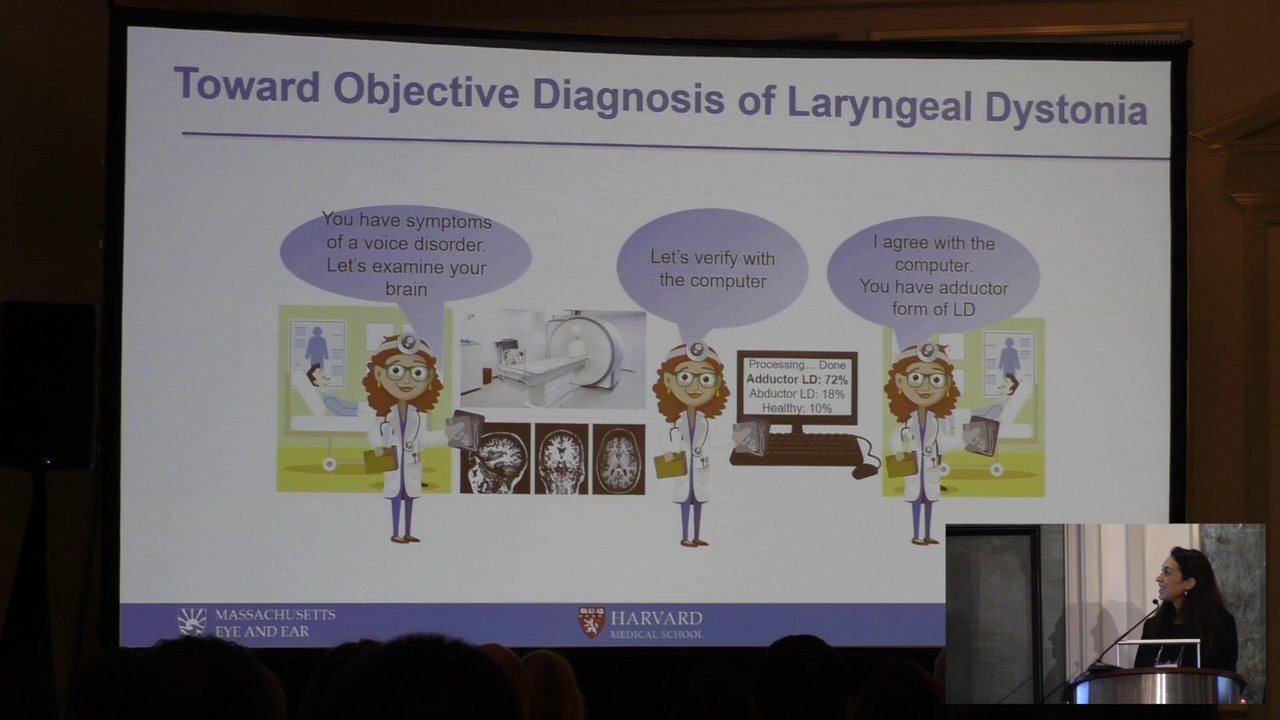 Toward Objective Diagnosis of Laryngeal Dystonia
You have symptoms
of a voice disorder.
Let's examine your
brain
Let's verify with
the computer
I agree with the
computer.
You have adductor
form of LD
Processing... Done
Adductor LD: 72%
Abductor LD: 18%
Healthy: 10%
MASSACHUSETTS
EYE AND EAR
HARVARD
MEDICAL SCHOOL